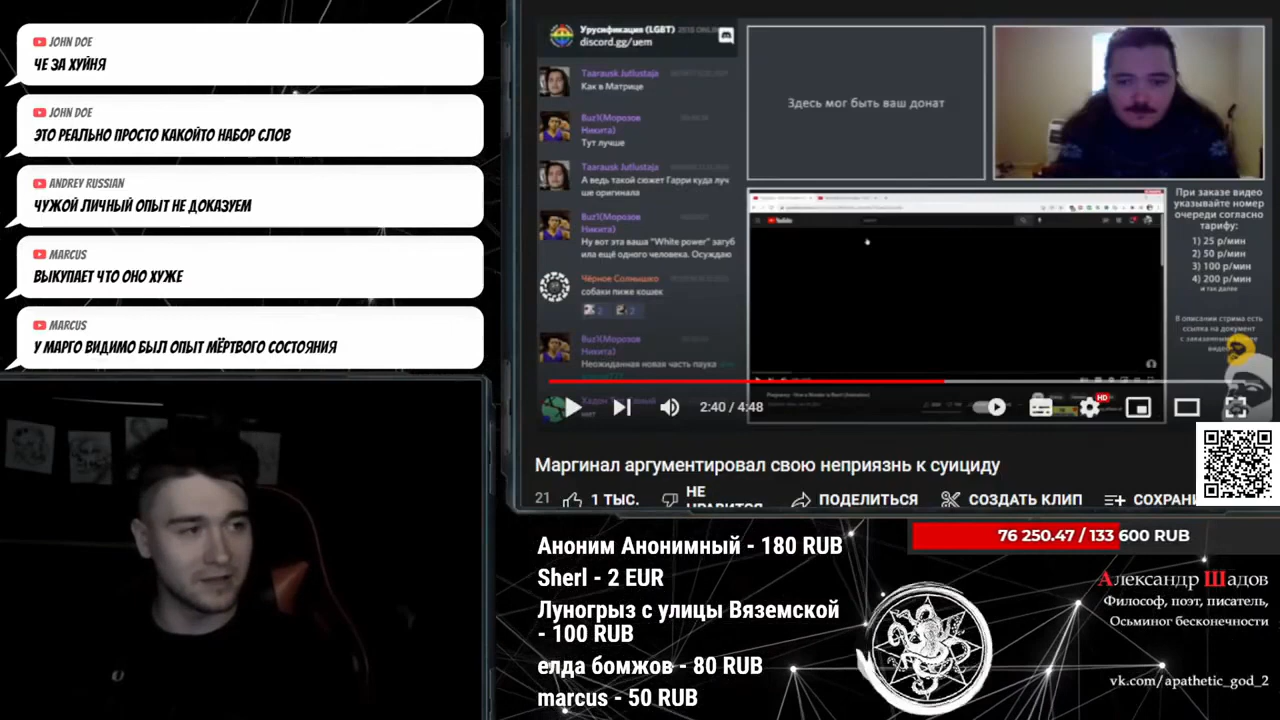 JOHN DOE
ЧЕ ЗА ХУЙНЯ
JOHN DOE
ЭТО РЕАЛЬНО ПРОСТО КАКОЙТО НАБОР СЛОВ
ANDREY RUSSIAN
ЧУЖОЙ ЛИЧНЫЙ ОПЫТ НЕ ДОКАЗУЕМ
MARCUS
ВЫКУПАЕТ ЧТО ОНО ХУЖЕ
MARCUS
У МАРГО ВИДИМО БЫЛ ОПЫТ МЁРТВОГО СОСТОЯНИЯ
Урусификация (LGBT)
discord.gg/uem
Taarausk Jutlustaja
Как в Матрице
Buz1(Морозов
Никита)
Тут лучше
Taarausk Jutlustaja
А ведь такой сюжет Гарри куда луч
ше оригинала
Buz1(Морозов
Никита)
Ну вот эта ваша "White power" загуб
ила ещё одного человека. Осуждаю
Чёрное Солнышко
собаки пиже кошек
Buz1(Морозов
Никита)
Неожиданная новая часть паука
Здесь мог быть ваш донат
При заказе видео
указывайте номер
очереди согласно
тарифу:
1) 25 р/мин
2) 50 р/мин
3) 100 р/мин
4) 200 р/мин
и так далее
В описании стрима есть
ссылка на документ
с заказанными
видео
2:40 / 4:48
HD
Маргинал аргументировал свою неприязнь к суициду
21
1 ТЫС.
НЕ
НРАВИТСЯ
ПОДЕЛИТЬСЯ
СОЗДАТЬ КЛИП
СОХРАНИ
76 250.47 / 133 600 RUB
Аноним Анонимный - 180 RUB
Sherl - 2 EUR
Луногрыз с улицы Вяземской
- 100 RUB
елда бомжов - 80 RUB
marcus - 50 RUB
Александр Шадов
Философ, поэт, писатель,
Осьминог бесконечности
vk.com/apathetic_god_2